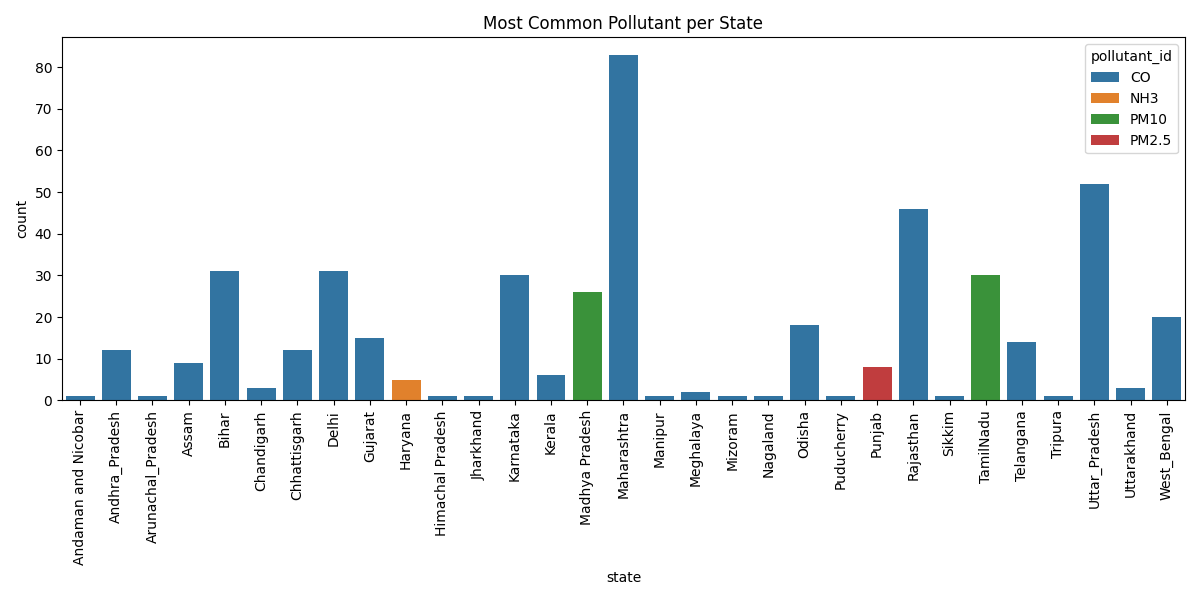 Most Common Pollutant per State
pollutant_id
CO
NH3
PM10
PM2.5
count
80
70
60
50
40
30
20
10
0
Andaman and Nicobar
Andhra_Pradesh
Arunachal_Pradesh
Assam
Bihar
Chandigarh
Chhattisgarh
Delhi
Gujarat
Haryana
Himachal Pradesh
Jharkhand
Karnataka
Kerala
Madhya Pradesh
Maharashtra
Manipur
Meghalaya
Mizoram
Nagaland
Odisha
Puducherry
Punjab
Rajasthan
Sikkim
TamilNadu
Telangana
Tripura
Uttar_Pradesh
Uttarakhand
West_Bengal
state